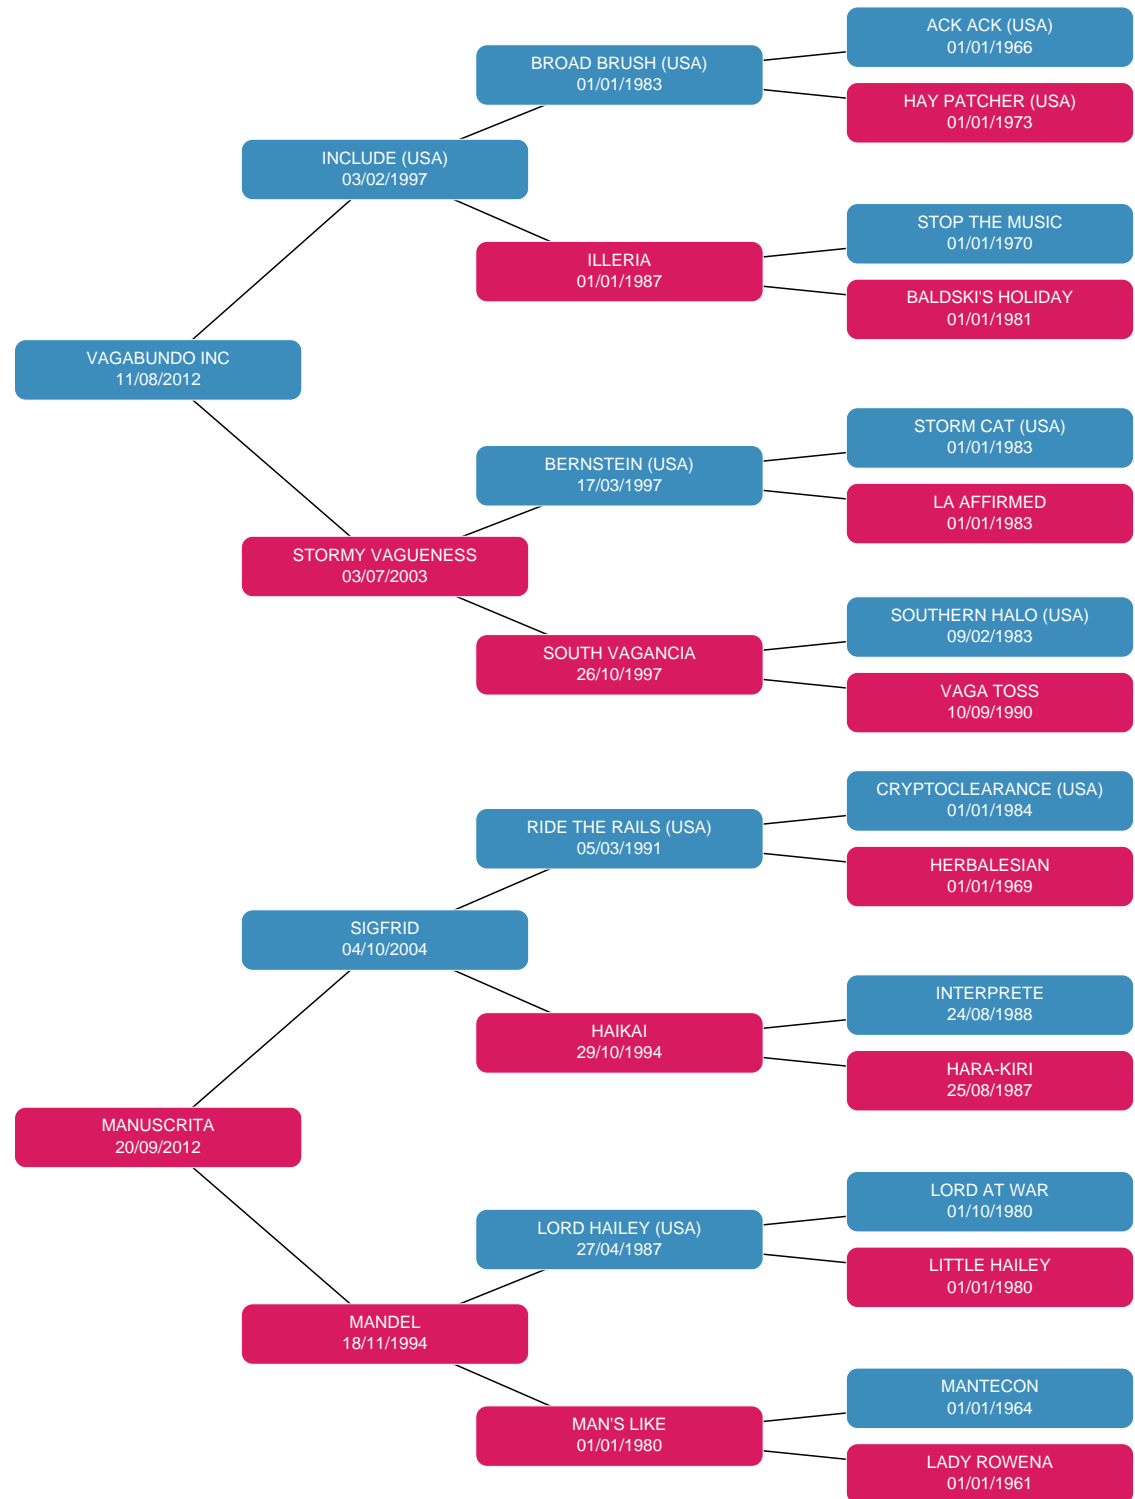 ACK ACK (USA)
01/01/1966
BROAD BRUSH (USA)
01/01/1983
HAY PATCHER (USA)
01/01/1973
INCLUDE (USA)
03/02/1997
STOP THE MUSIC
01/01/1970
ILLERIA
01/01/1987
BALDSKI'S HOLIDAY
01/01/1981
VAGABUNDO INC
11/08/2012
STORM CAT (USA)
01/01/1983
BERNSTEIN (USA)
17/03/1997
LA AFFIRMED
01/01/1983
STORMY VAGUENESS
03/07/2003
SOUTHERN HALO (USA)
09/02/1983
SOUTH VAGANCIA
26/10/1997
VAGA TOSS
10/09/1990
CRYPTOCLEARANCE (USA)
01/01/1984
RIDE THE RAILS (USA)
05/03/1991
HERBALESIAN
01/01/1969
SIGFRID
04/10/2004
INTERPRETE
24/08/1988
HAIKAI
29/10/1994
HARA-KIRI
25/08/1987
MANUSCRITA
20/09/2012
LORD AT WAR
01/10/1980
LORD HAILEY (USA)
27/04/1987
LITTLE HAILEY
01/01/1980
MANDEL
18/11/1994
MANTECON
01/01/1964
MAN'S LIKE
01/01/1980
LADY ROWENA
01/01/1961